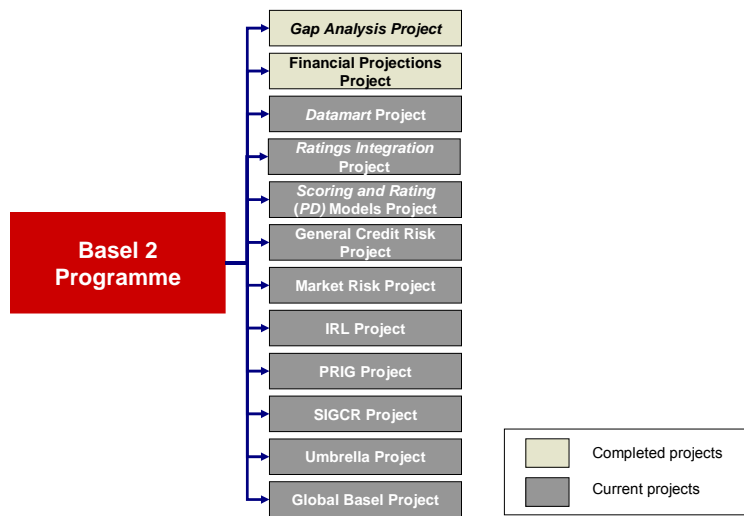 Gap Analysis Project
Financial Projections
Project
Datamart Project
Ratings Integration
Project
Scoring and Rating
(PD) Models Project
General Credit Risk
Project
Basel 2
Programme
Market Risk Project
IRL Project
PRIG Project
SIGCR Project
Umbrella Project
Global Basel Project
Completed projects
Current projects